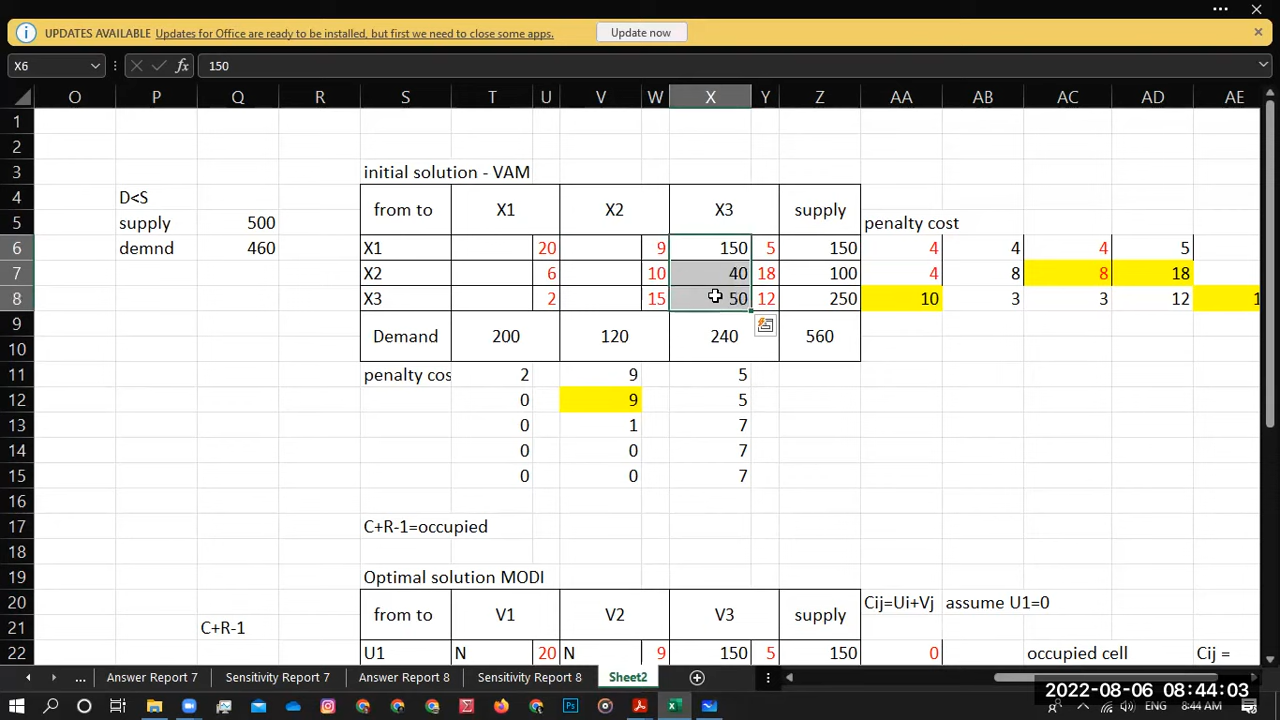 UPDATES AVAILABLE Updates for Office are ready to be installed, but first we need to close some apps. Update now
X6 fx 150
O P Q R S T U V W X Y Z AA AB AC AD AE
1
2
3 initial solution - VAM
4 D<S from to X1 X2 X3 supply
5 supply 500 penalty cost
6 demnd 460 X1 20 9 150 5 150 4 4 4 5
7 X2 6 10 40 18 100 4 8 8 18
8 X3 2 15 50 12 250 10 3 3 12 1
9 Demand 200 120 240 560
10
11 penalty cos 2 9 5
12 0 9 5
13 0 1 7
14 0 0 7
15 0 0 7
16
17 C+R-1=occupied
18
19 Optimal solution MODI
20 from to V1 V2 V3 supply Cij=Ui+Vj assume U1=0
21 C+R-1
22 U1 N 20 N 9 150 5 150 0 occupied cell Cij =
... Answer Report 7 Sensitivity Report 7 Answer Report 8 Sensitivity Report 8 Sheet2
2022-08-06 08:44:03
ENG 8:44 AM